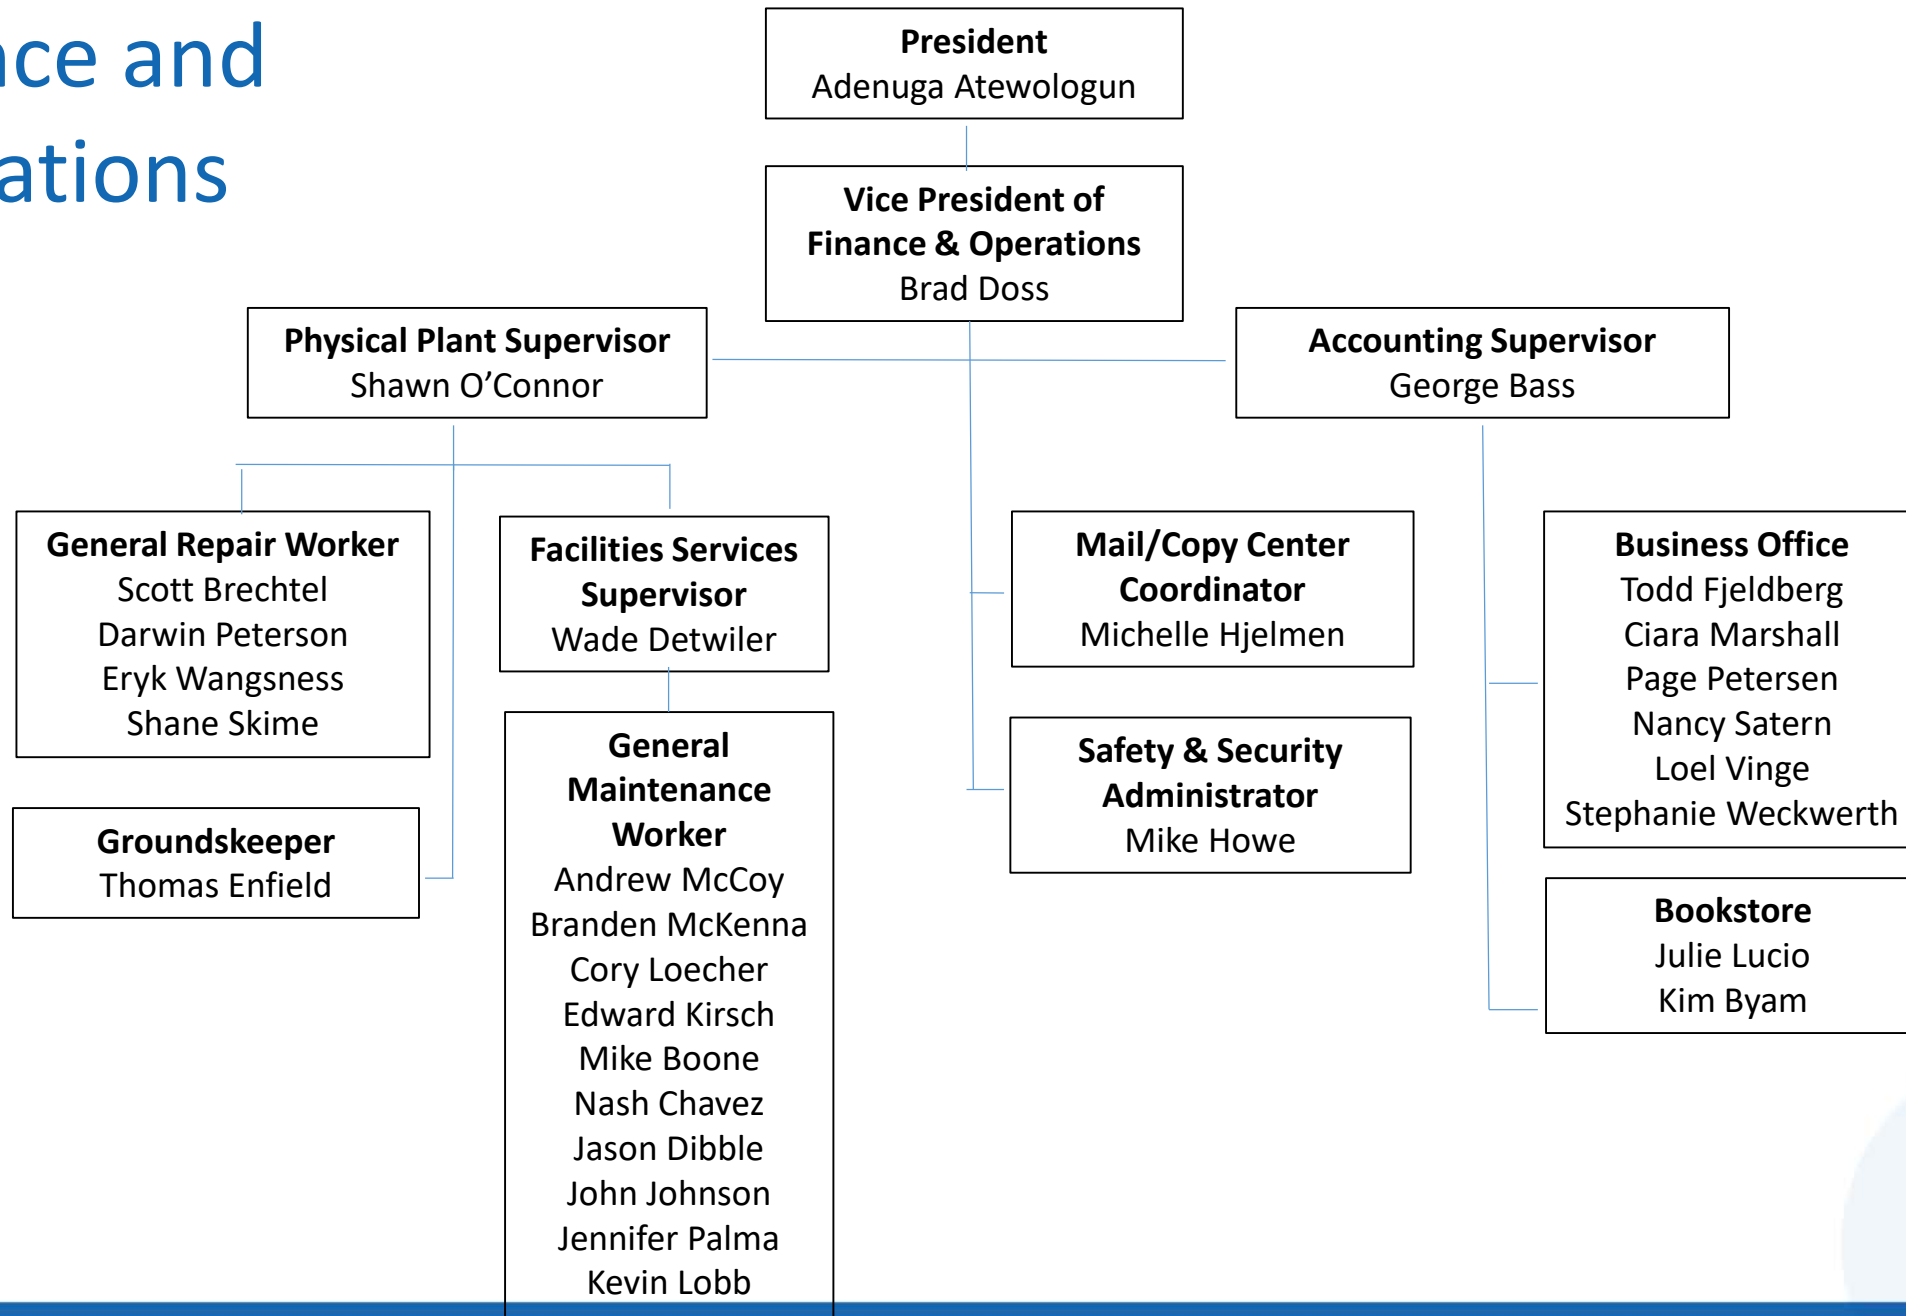 nce and
ations
President
Adenuga Atewologun
Vice President of
Finance & Operations
Brad Doss
Physical Plant Supervisor
Shawn O’Connor
Accounting Supervisor
George Bass
General Repair Worker
Scott Brechtel
Darwin Peterson
Eryk Wangsness
Shane Skime
Groundskeeper
Thomas Enfield
Facilities Services
Supervisor
Wade Detwiler
General
Maintenance
Worker
Andrew McCoy
Branden McKenna
Cory Loecher
Edward Kirsch
Mike Boone
Nash Chavez
Jason Dibble
John Johnson
Jennifer Palma
Kevin Lobb
Mail/Copy Center
Coordinator
Michelle Hjelmen
Safety & Security
Administrator
Mike Howe
Business Office
Todd Fjeldberg
Ciara Marshall
Page Petersen
Nancy Satern
Loel Vinge
Stephanie Weckwerth
Bookstore
Julie Lucio
Kim Byam